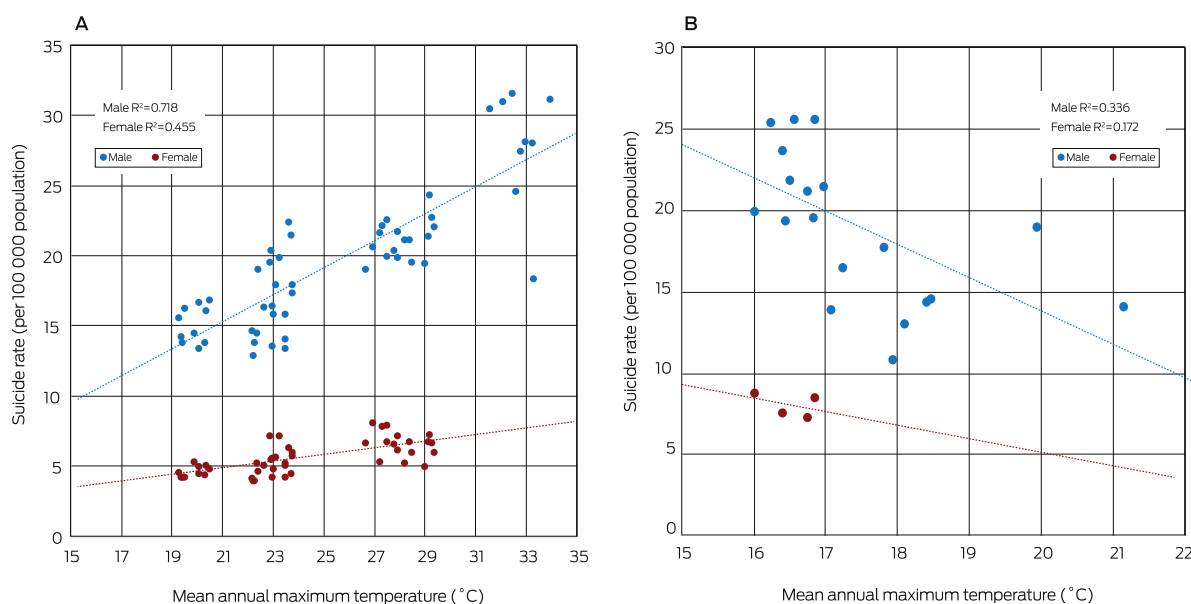 A
Suicide rate (per 100 000 population)
35
30
25
20
15
10
5
0
Male R²=0.718
Female R²=0.455
Male Female
15 17 19 21 23 25 27 29 31 33 35
Mean annual maximum temperature (˚C)
B
Suicide rate (per 100 000 population)
30
25
20
15
10
5
0
Male R²=0.336
Female R²=0.172
Male Female
15 16 17 18 19 20 21 22
Mean annual maximum temperature (˚C)